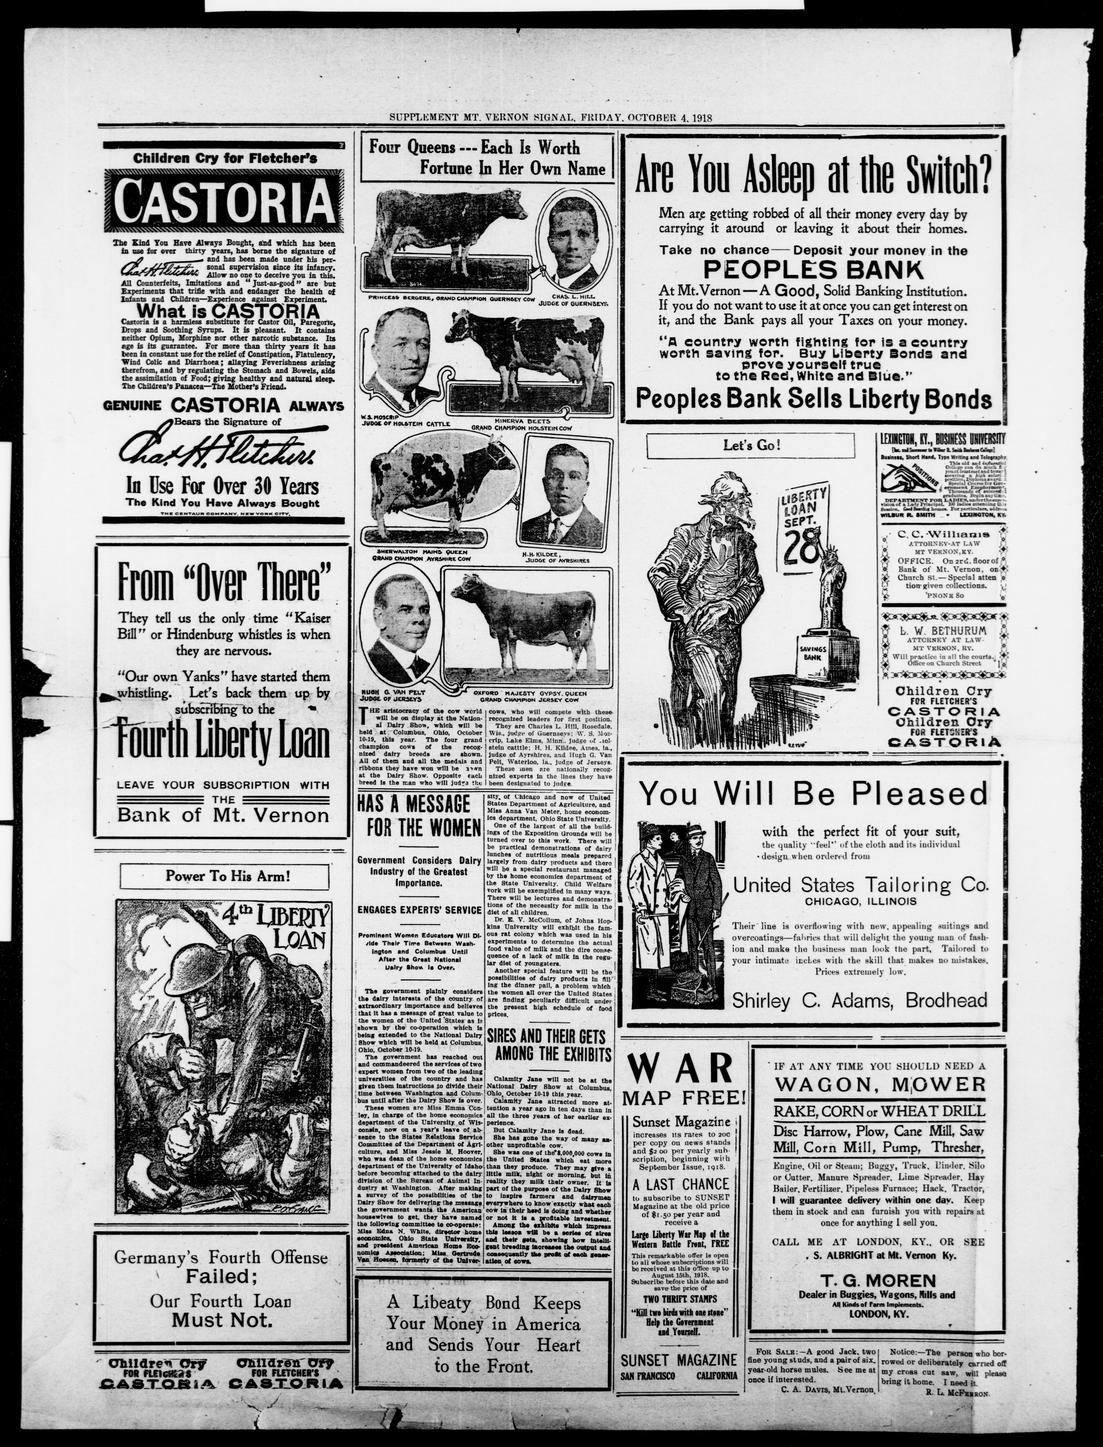 SUPPLEMENT MT. VERNON SIGNAL, FRIDAY, OCTOBER 4, 1918
Children Cry for Fletcher's
CASTORIA
The Kind You Have Always Bought, and which has been
in use for over thirty years, has borne the signature of
Chas. H. Fletcher.
and has been made under his per-
sonal supervision since its infancy.
Allow no one to deceive you in this.
All Counterfeits, Imitations and "Just-as-good" are but
Experiments that trifle with and endanger the health of
Infants and Children—Experience against Experiment.
What is CASTORIA
Castoria is a harmless substitute for Castor Oil, Paregoric,
Drops and Soothing Syrups. It is pleasant. It contains
neither Opium, Morphine nor other narcotic substance. Its
age is its guarantee. For more than thirty years it has
been in constant use for the relief of Constipation, Flatulency,
Wind Colic and Diarrhoea; allaying Feverishness arising
therefrom, and by regulating the Stomach and Bowels, aids
the assimilation of Food; giving healthy and natural sleep.
The Children's Panacea—The Mother's Friend.
GENUINE CASTORIA ALWAYS
Bears the Signature of
Chas. H. Fletcher.
In Use For Over 30 Years
The Kind You Have Always Bought
THE CENTAUR COMPANY, NEW YORK CITY.
From "Over There"
They tell us the only time "Kaiser
Bill" or Hindenburg whistles is when
they are nervous.
"Our own Yanks" have started them
whistling. Let's back them up by
subscribing to the
Fourth Liberty Loan
LEAVE YOUR SUBSCRIPTION WITH
THE
Bank of Mt. Vernon
Power To His Arm!
4th LIBERTY
LOAN
Germany's Fourth Offense
Failed;
Our Fourth Loan
Must Not.
Children Cry
FOR FLETCHER'S
CASTORIA
Children Cry
FOR FLETCHER'S
CASTORIA
Four Queens --- Each Is Worth
Fortune In Her Own Name
PRINCESS BERGERE, GRAND CHAMPION GUERNSEY COW
CHAS. L. HILL
JUDGE OF GUERNSEYS.
W.S. MOSCRIP
JUDGE OF HOLSTEIN CATTLE
MINERVA BEETS
GRAND CHAMPION HOLSTEIN COW
SHERWALTON MAINS QUEEN
GRAND CHAMPION AYRSHIRE COW
H.H. KILDEE,
JUDGE OF AYRSHIRES
HUGH G. VAN PELT
JUDGE OF JERSEYS
OXFORD MAJESTY GYPSY QUEEN
GRAND CHAMPION JERSEY COW
THE aristocracy of the cow world
will be on display at the Nation-
al Dairy Show, which will be
held at Columbus, Ohio, October
10-19, this year. The four grand
champion cows of the recog-
nized dairy breeds are shown.
All of them and all the medals and
ribbons they have won will be
at the Dairy Show. Opposite each
breed is the man who will judge the
cows, who will compete with these
recognized leaders for first position.
They are Charles L. Hill, Rosedale,
Wis., judge of Guernseys; W. S. Mos-
crip, Lake Elmo, Minn., judge of
stein cattle; H. H. Kildee, Ames, Ia.,
judge of Ayrshires, and Hugh G. Van
Pelt, Waterloo, Ia., judge of Jerseys.
These men are nationally recog-
nized experts in the lines they have
been designated to judge.
HAS A MESSAGE
FOR THE WOMEN
Government Considers Dairy
Industry of the Greatest
Importance.
ENGAGES EXPERTS' SERVICE
Prominent Women Educators Will Di-
vide Their Time Between Wash-
ington and Columbus Until
After the Great National
Dairy Show Is Over.
The government plainly considers
the dairy interests of the country of
extraordinary importance and believes
that it has a message of great value to
the women of the United States as is
shown by the co-operation which is
being extended to the National Dairy
Show which will be held at Columbus,
Ohio, October 10-19.
The government has reached out
and commandeered the services of two
expert women from two of the leading
universities of the country and has
given them instructions to divide their
time between Washington and Colum-
bus until after the Dairy Show is over.
These women are Miss Emma Con-
ley, in charge of the home economics
department of the University of Wis-
consin, now on a year's leave of ab-
sence to the States Relations Service
Committee of the Department of Agri-
culture, and Miss Jessie M. Hoover,
who was dean of the home economics
department of the University of Idaho
before becoming attached to the dairy
division of the Bureau of Animal In-
dustry at Washington. After making
a survey of the possibilities of the
Dairy Show for delivering the message
the government wants the American
housewives to get, they have named
the following committee to co-operate:
Miss Edna N. White, director home
economics, Ohio State University,
and president American Home Eco-
nomics Association; Miss Gertrude
Van Hoesen, formerly of the Univer-
sity, of Chicago and now of United
States Department of Agriculture, and
Miss Anna Van Meter, home econom-
ics department, Ohio State University.
One of the largest of all the build-
ings of the Exposition Grounds will be
turned over to this work. There will
be practical demonstrations of dairy
lunches of nutritious meals prepared
largely from dairy products and there
will be a special restaurant managed
by the home economics department of
the State University. Child Welfare
work will be exemplified in many ways.
There will be lectures and demonstra-
tions of the necessity for milk in the
diet of all children.
Dr. E. V. McCollum, of Johns Hop-
kins University will exhibit the fam-
ous rat colony which was used in his
experiments to determine the actual
food value of milk and the dire conse-
quence of a lack of milk in the regu-
lar diet of youngsters.
Another special feature will be the
possibilities of dairy products in fill-
ing the dinner pail, a problem which
the women all over the United States
are finding peculiarly difficult under
the present high schedule of food
prices.
SIRES AND THEIR GETS
AMONG THE EXHIBITS
Calamity Jane will not be at the
National Dairy Show at Columbus,
Ohio, October 10-19 this year.
Calamity Jane attracted more at-
tention a year ago in ten days than in
all the three years of her earlier ex-
perience.
But Calamity Jane is dead.
She has gone the way of many an-
other unprofitable cow.
She was one of the 8,000,000 cows in
the United States which eat more
than they produce. They may give a
little milk, night or morning, but in
reality they milk their owner. It is
part of the purpose of the Dairy Show
to inspire farmers and dairymen
everywhere to know exactly what each
cow in their herd is doing and whether
or not it is a profitable investment.
Among the exhibits which impress
this lesson will be a series of sires
and their gets, showing how intelli-
gent breeding increases the output and
consequently the profit of each gener-
ation of cows.
A Libeaty Bond Keeps
Your Money in America
and Sends Your Heart
to the Front.
Are You Asleep at the Switch?
Men are getting robbed of all their money every day by
carrying it around or leaving it about their homes.
Take no chance—Deposit your money in the
PEOPLES BANK
At Mt. Vernon—A Good, Solid Banking Institution.
If you do not want to use it at once you can get interest on
it, and the Bank pays all your Taxes on your money.
"A country worth fighting for is a country
worth saving for. Buy Liberty Bonds and
prove yourself true
to the Red, White and Blue."
Peoples Bank Sells Liberty Bonds
Let's Go!
LIBERTY
LOAN
SEPT.
28
SAVINGS
BANK
LEXINGTON, KY., BUSINESS UNIVERSITY
Business, Short Hand, Type Writing and Telegraphy
POSITIONS
WILBUR R. SMITH - LEXINGTON, KY.
C. C. Williams
ATTORNEY-AT LAW
MT VERNON, KY.
OFFICE. On 2rd. floor of
Bank of Mt. Vernon, on
Church St.—Special atten
tion given collections.
'PNONE 80
L. W. BETHURUM
ATTORNEY AT LAW-
MT VERNON, KY.
Will practice in all the courts.
Office on Church Street
Children Cry
FOR FLETCHER'S
CASTORIA
Children Cry
FOR FLETCHER'S
CASTORIA
You Will Be Pleased
with the perfect fit of your suit,
the quality "feel" of the cloth and its individual
design when ordered from
United States Tailoring Co.
CHICAGO, ILLINOIS
Their line is overflowing with new, appealing suitings and
overcoatings—fabrics that will delight the young man of fash-
ion and make the business man look the part. Tailored to
your intimate inches with the skill that makes no mistakes.
Prices extremely low.
Shirley C. Adams, Brodhead
WAR
MAP FREE!
Sunset Magazine
increases its rates to 20c
per copy on news stands
and $2 00 per yearly sub-
scription, beginning with
September Issue, 1918.
A LAST CHANCE
to subscribe to SUNSET
Magazine at the old price
of $1.50 per year and
receive a
Large Liberty War Map of the
Western Battle Front, FREE
This remarkable offer is open
to all whose subscriptions will
be received at this office up to
August 15th, 1918.
Subscribe before this date and
save the price of
TWO THRIFT STAMPS
"Kill two birds with one stone"
Help the Government
and Yourself.
SUNSET MAGAZINE
SAN FRANCISCO CALIFORNIA
IF AT ANY TIME YOU SHOULD NEED A
WAGON, MOWER
RAKE, CORN or WHEAT DRILL
Disc Harrow, Plow, Cane Mill, Saw
Mill, Corn Mill, Pump, Thresher,
Engine, Oil or Steam; Buggy, Truck, Binder, Silo
or Cutter, Manure Spreader, Lime Spreader, Hay
Bailer, Fertilizer, Pipeless Furnace; Hack, Tractor,
I will guarantee delivery within one day. Keep
them in stock and can furnish you with repairs at
once for anything I sell you.
CALL ME AT LONDON, KY., OR SEE
. S. ALBRIGHT at Mt. Vernon Ky.
T. G. MOREN
Dealer in Buggies, Wagons, Mills and
All Kinds of Farm Implements.
LONDON, KY.
FOR SALE:—A good Jack, two
fine young studs, and a pair of six,
year-old horse mules. See me at
once if interested.
C. A. DAVIS, Mt. Vernon,
Notice:—The person who bor-
rowed or deliberately carried off
my cross cut saw, will please
bring it home. I need it.
R. L. McFERRON.